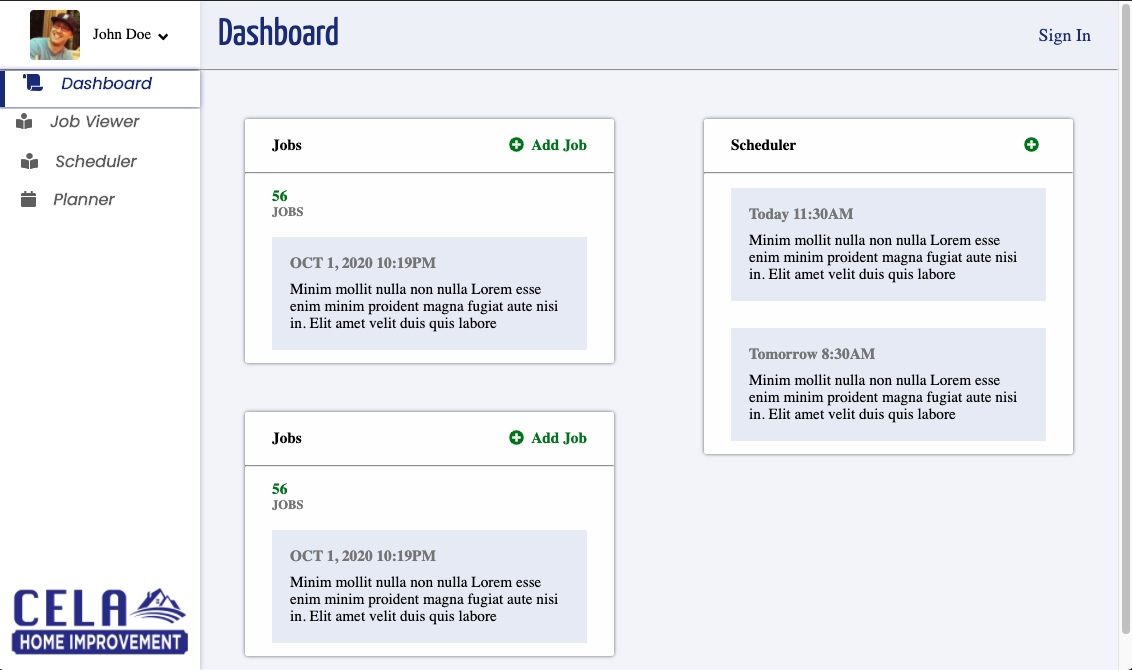 John Doe
Dashboard
Sign In
Dashboard
Job Viewer
Scheduler
Planner
Jobs
Add Job
56
JOBS
OCT 1, 2020 10:19PM
Minim mollit nulla non nulla Lorem esse
enim minim proident magna fugiat aute nisi
in. Elit amet velit duis quis labore
Jobs
Add Job
56
JOBS
OCT 1, 2020 10:19PM
Minim mollit nulla non nulla Lorem esse
enim minim proident magna fugiat aute nisi
in. Elit amet velit duis quis labore
Scheduler
Today 11:30AM
Minim mollit nulla non nulla Lorem esse
enim minim proident magna fugiat aute nisi
in. Elit amet velit duis quis labore
Tomorrow 8:30AM
Minim mollit nulla non nulla Lorem esse
enim minim proident magna fugiat aute nisi
in. Elit amet velit duis quis labore
CELA
HOME IMPROVEMENT